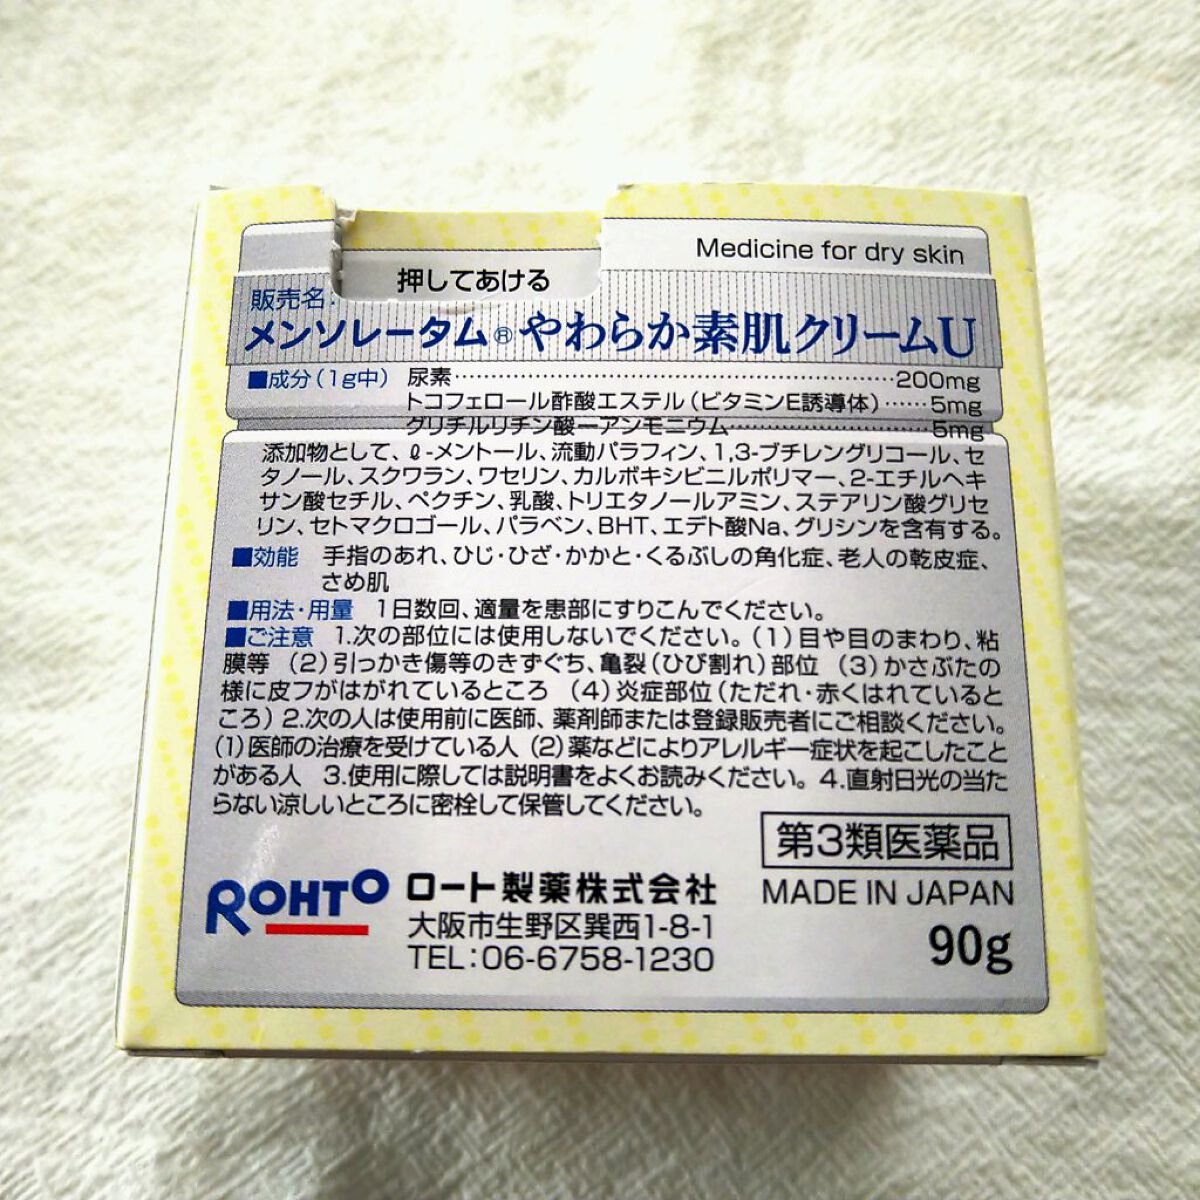 Medicine for dry skin
押してあける
販売名:
メンソレータム®やわらか素肌クリームU
■成分(1g中) 尿素……………………………………………200mg
トコフェロール酢酸エステル(ビタミンE誘導体)……5mg
グリチルリチン酸一アンモニウム……………………5mg
添加物として、ℓ-メントール、流動パラフィン、1,3-ブチレングリコール、セ
タノール、スクワラン、ワセリン、カルボキシビニルポリマー、2-エチルヘキ
サン酸セチル、ペクチン、乳酸、トリエタノールアミン、ステアリン酸グリセ
リン、セトマクロゴール、パラベン、BHT、エデト酸Na、グリシンを含有する。
■効能 手指のあれ、ひじ・ひざ・かかと・くるぶしの角化症、老人の乾皮症、
さめ肌
■用法・用量 1日数回、適量を患部にすりこんでください。
■ご注意 1.次の部位には使用しないでください。(1)目や目のまわり、粘
膜等 (2)引っかき傷等のきずぐち、亀裂(ひび割れ)部位 (3)かさぶたの
様に皮フがはがれているところ (4)炎症部位(ただれ・赤くはれていると
ころ) 2.次の人は使用前に医師、薬剤師または登録販売者にご相談ください。
(1)医師の治療を受けている人 (2)薬などによりアレルギー症状を起こしたこと
がある人 3.使用に際しては説明書をよくお読みください。 4.直射日光の当た
らない涼しいところに密栓して保管してください。
第3類医薬品
ROHTO ロート製薬株式会社
MADE IN JAPAN
大阪市生野区巽西1-8-1
90g
TEL:06-6758-1230